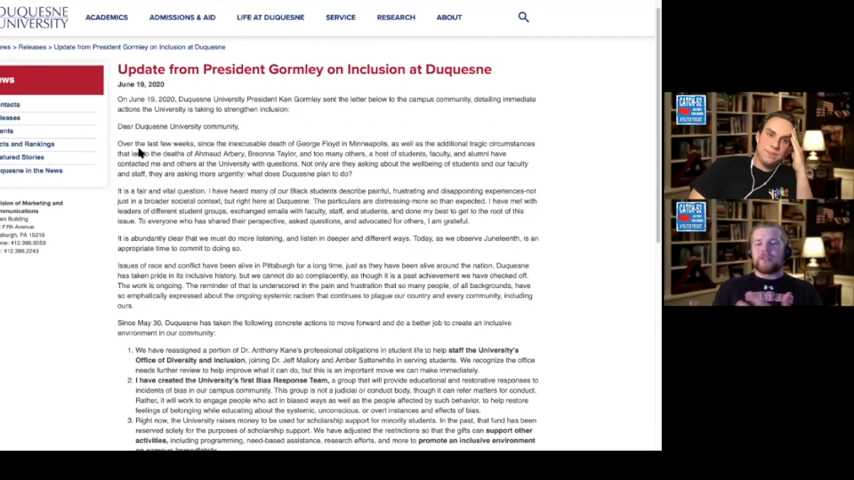 DUQUESNE
UNIVERSITY
ACADEMICS ADMISSIONS & AID LIFE AT DUQUESNE SERVICE RESEARCH ABOUT
ews > Releases > Update from President Gormley on Inclusion at Duquesne
ews
ntacts
leases
ents
cts and Rankings
atured Stories
quesne in the News
vision of Marketing and
mmunications
en Building
Fifth Avenue
tsburgh, PA 15219
one: 412.396.6050
: 412.396.2243
Update from President Gormley on Inclusion at Duquesne
June 19, 2020
On June 19, 2020, Duquesne University President Ken Gormley sent the letter below to the campus community, detailing immediate
actions the University is taking to strengthen inclusion:
Dear Duquesne University community,
Over the last few weeks, since the inexcusable death of George Floyd in Minneapolis, as well as the additional tragic circumstances
that led to the deaths of Ahmaud Arbery, Breonna Taylor, and too many others, a host of students, faculty, and alumni have
contacted me and others at the University with questions. Not only are they asking about the wellbeing of students and our faculty
and staff, they are asking more urgently: what does Duquesne plan to do?
It is a fair and vital question. I have heard many of our Black students describe painful, frustrating and disappointing experiences-not
just in a broader societal context, but right here at Duquesne. The particulars are distressing-more so than expected. I have met with
leaders of different student groups, exchanged emails with faculty, staff, and students, and done my best to get to the root of this
issue. To everyone who has shared their perspective, asked questions, and advocated for others, I am grateful.
It is abundantly clear that we must do more listening, and listen in deeper and different ways. Today, as we observe Juneteenth, is an
appropriate time to commit to doing so.
Issues of race and conflict have been alive in Pittsburgh for a long time, just as they have been alive around the nation. Duquesne
has taken pride in its inclusive history, but we cannot do so complacently, as though it is a past achievement we have checked off.
The work is ongoing. The reminder of that is underscored in the pain and frustration that so many people, of all backgrounds, have
so emphatically expressed about the ongoing systemic racism that continues to plague our country and every community, including
ours.
Since May 30, Duquesne has taken the following concrete actions to move forward and do a better job to create an inclusive
environment in our community:
1. We have reassigned a portion of Dr. Anthony Kane's professional obligations in student life to help staff the University's
Office of Diversity and Inclusion, joining Dr. Jeff Mallory and Amber Satterwhite in serving students. We recognize the office
needs further review to help improve what it can do, but this is an important move we can make immediately.
2. I have created the University's first Bias Response Team, a group that will provide educational and restorative responses to
incidents of bias in our campus community. This group is not a judicial or conduct body, though it can refer matters for conduct.
Rather, it will work to engage people who act in biased ways as well as the people affected by such behavior, to help restore
feelings of belonging while educating about the systemic, unconscious, or overt instances and effects of bias.
3. Right now, the University raises money to be used for scholarship support for minority students. In the past, that fund has been
reserved solely for the purposes of scholarship support. We have adjusted the restrictions so that the gifts can support other
activities, including programming, need-based assistance, research efforts, and more to promote an inclusive environment
on campus immediately.
CATCH-52
CATCH-52